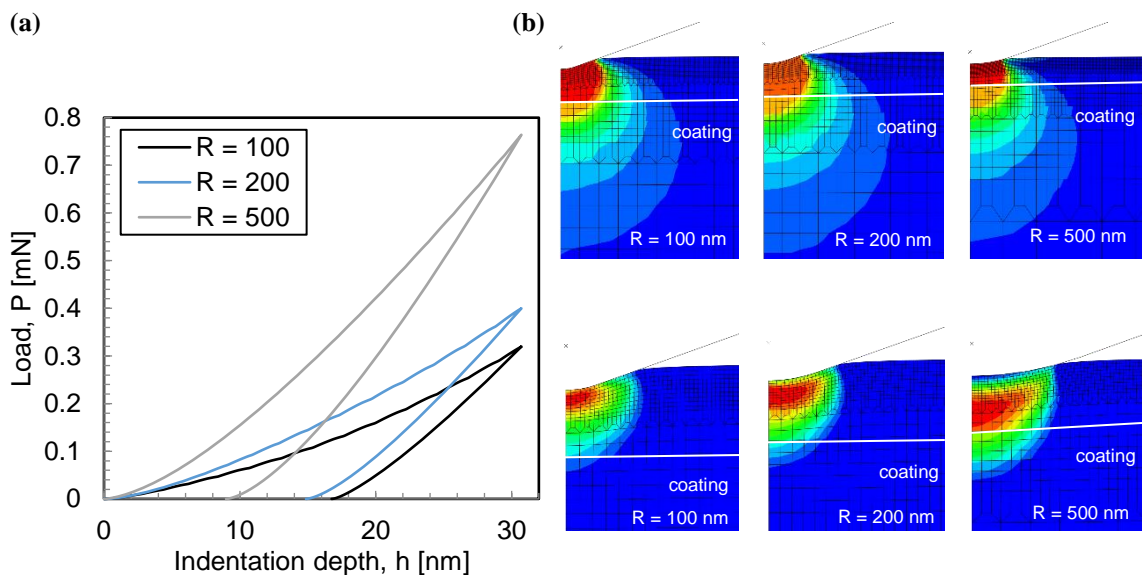 (a)
Load, P [mN]
0.8
0.7
0.6
0.5
0.4
0.3
0.2
0.1
0
R = 100
R = 200
R = 500
0
10
20
30
Indentation depth, h [nm]
(b)
coating
R = 100 nm
coating
R = 200 nm
coating
R = 500 nm
coating
R = 100 nm
coating
R = 200 nm
coating
R = 500 nm